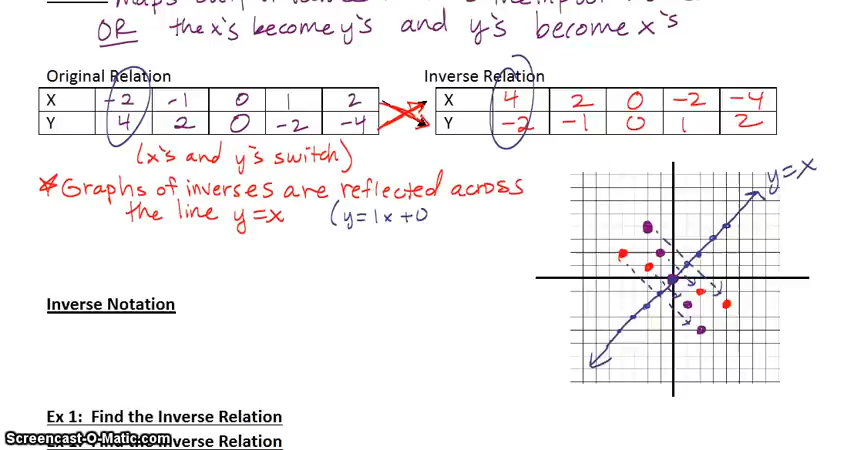 OR the x's become y's and y's become x's
Original Relation
X -2 -1 0 1 2
Y 4 2 0 -2 -4
Inverse Relation
X 4 2 0 -2 -4
Y -2 -1 0 1 2
(x's and y's switch)
* Graphs of inverses are reflected across
the line y=x (y=1x+0
y=x
Inverse Notation
Ex 1: Find the Inverse Relation
Screencast-O-Matic.com
Find the Inverse Relation